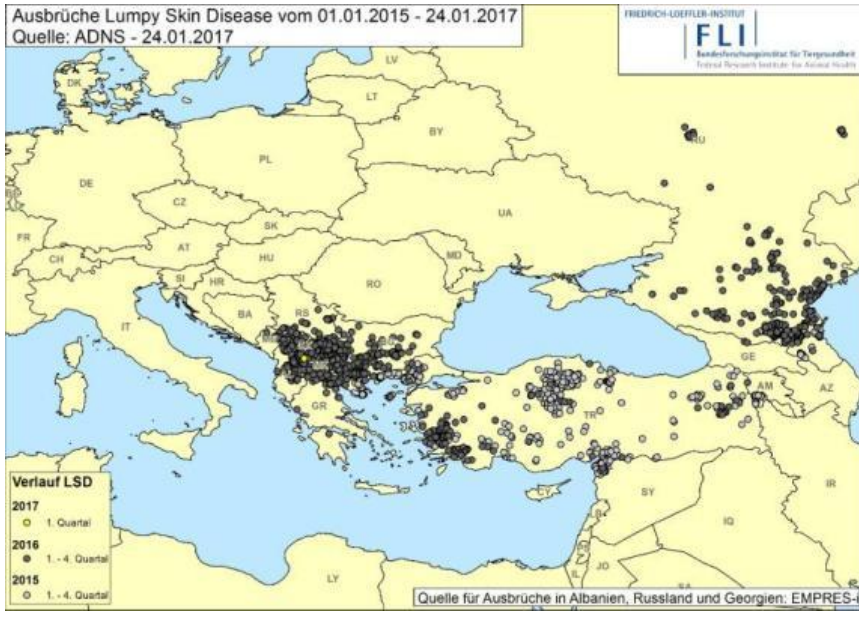 Ausbrüche Lumpy Skin Disease vom 01.01.2015 - 24.01.2017
Quelle: ADNS - 24.01.2017
FRIEDRICH-LOEFFLER-INSTITUT
FLI
Bundesforschungsinstitut für Tiergesundheit
Federal Research Institute for Animal Health
LV
DK
LT
BY
RU
PL
DE
CZ
UA
SK
FR
AT
MD
CH
HU
SI
HR
RO
BA
RS
IT
GE
AM
AZ
GR
TR
CY
SY
IR
LB
IQ
IL
JO
LY
SA
Verlauf LSD
2017
1. Quartal
2016
1. - 4. Quartal
2015
1. - 4. Quartal
Quelle für Ausbrüche in Albanien, Russland und Georgien: EMPRES-i